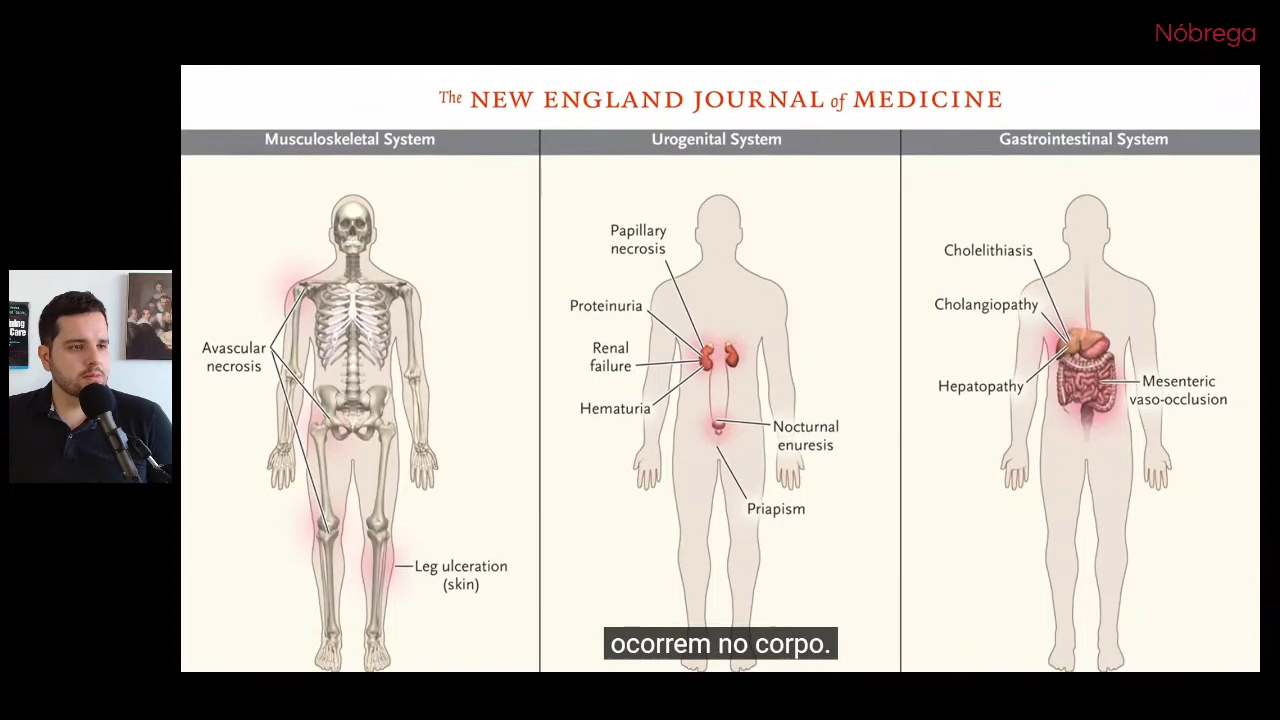 Nóbrega
The NEW ENGLAND JOURNAL of MEDICINE
Musculoskeletal System
Urogenital System
Gastrointestinal System
Avascular
necrosis
Leg ulceration
(skin)
Papillary
necrosis
Proteinuria
Renal
failure
Hematuria
Nocturnal
enuresis
Priapism
Cholelithiasis
Cholangiopathy
Hepatopathy
Mesenteric
vaso-occlusion
ocorrem no corpo.